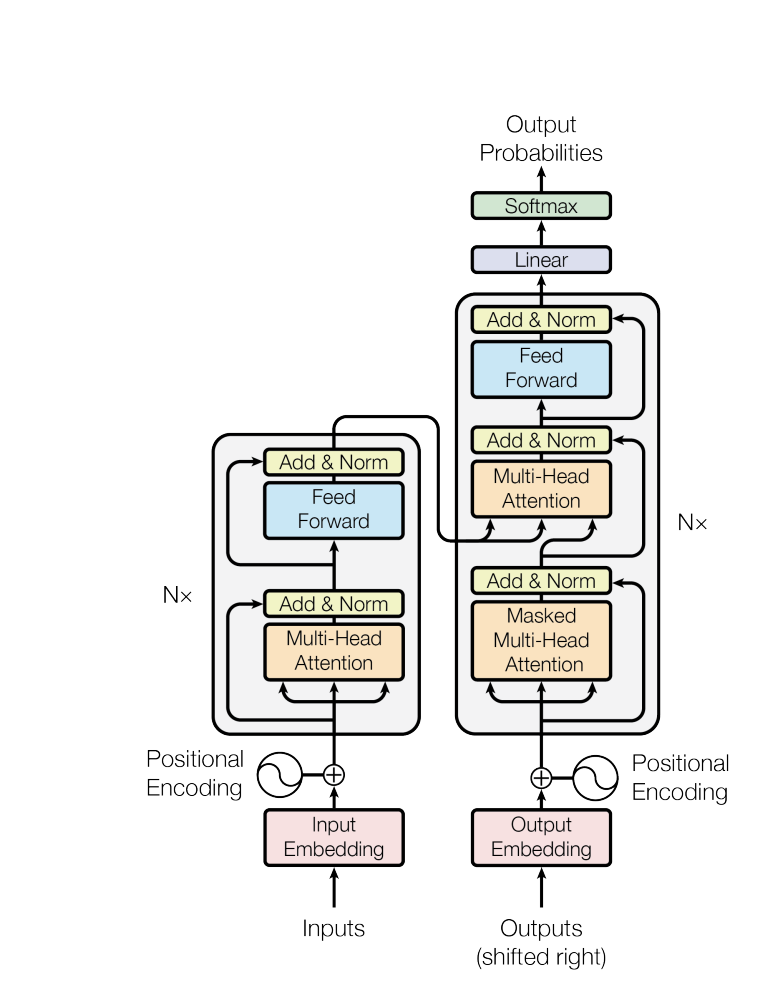 Output
Probabilities
Softmax
Linear
Add & Norm
Feed
Forward
Add & Norm
Multi-Head
Attention
Add & Norm
Masked
Multi-Head
Attention
N×
Add & Norm
Feed
Forward
Add & Norm
Multi-Head
Attention
N×
Positional
Encoding
Positional
Encoding
Input
Embedding
Output
Embedding
Inputs
Outputs
(shifted right)